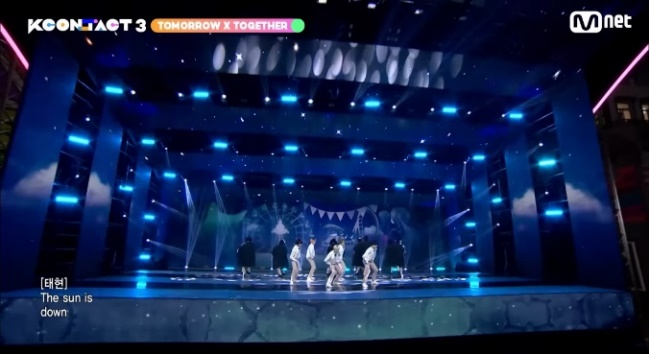 KCON:TACT 3
TOMORROW X TOGETHER
Mnet
[태현]
The sun is
down